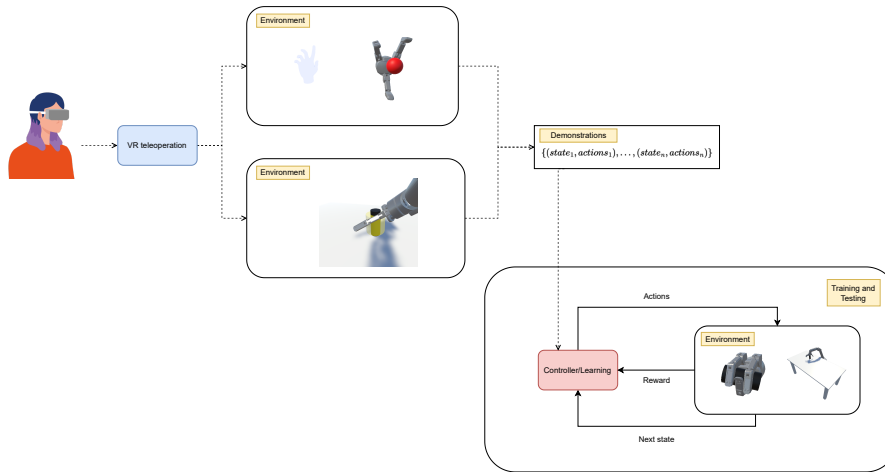 Environment
VR teleoperation
Environment
Demonstrations
{(state₁, actions₁), . . . , (stateₙ, actionsₙ)}
Training and
Testing
Actions
Environment
Controller/Learning
Reward
Next state